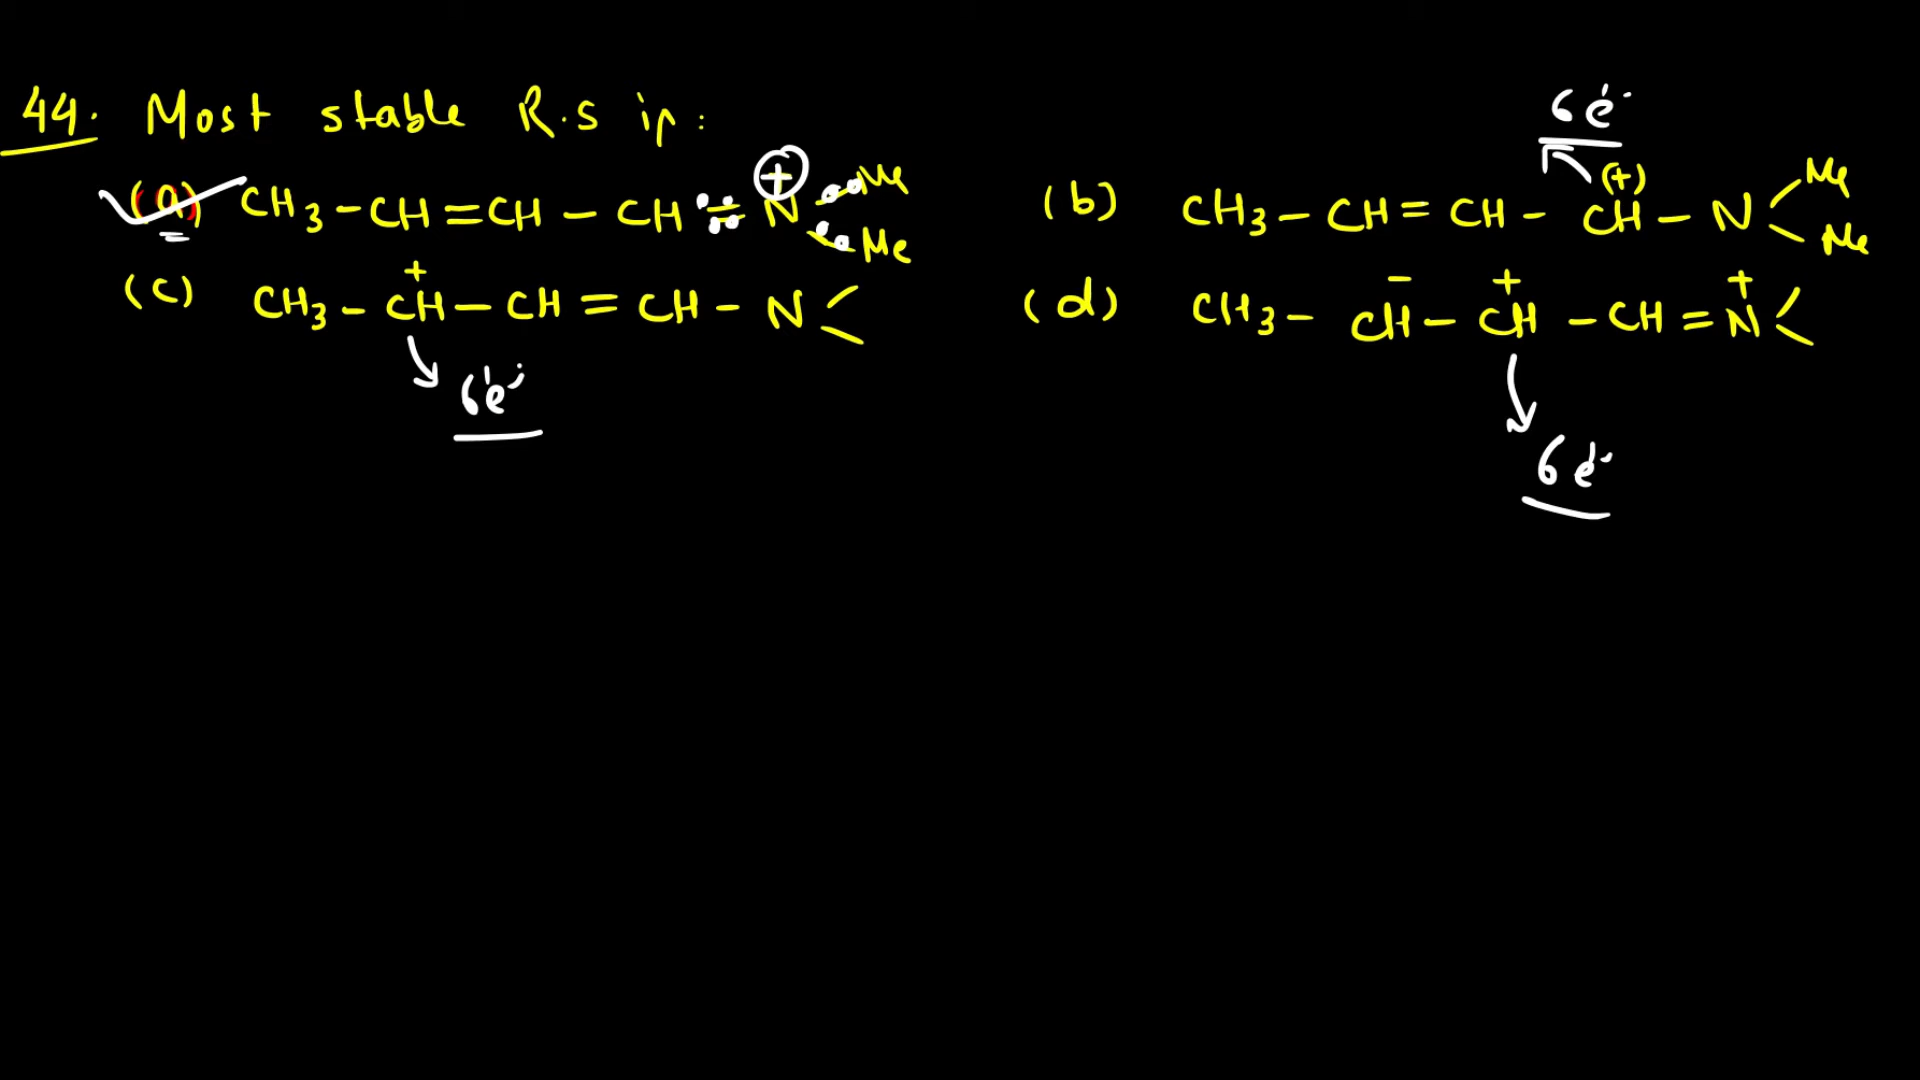 44. Most stable R.S is:
(a) CH3-CH=CH-CH=N Me Me
+
(b) CH3-CH=CH-CH-N Me Me
(+)
6e-
(c) CH3-CH-CH=CH-N
+
6e-
(d) CH3-CH-CH-CH=N
- + +
6e-